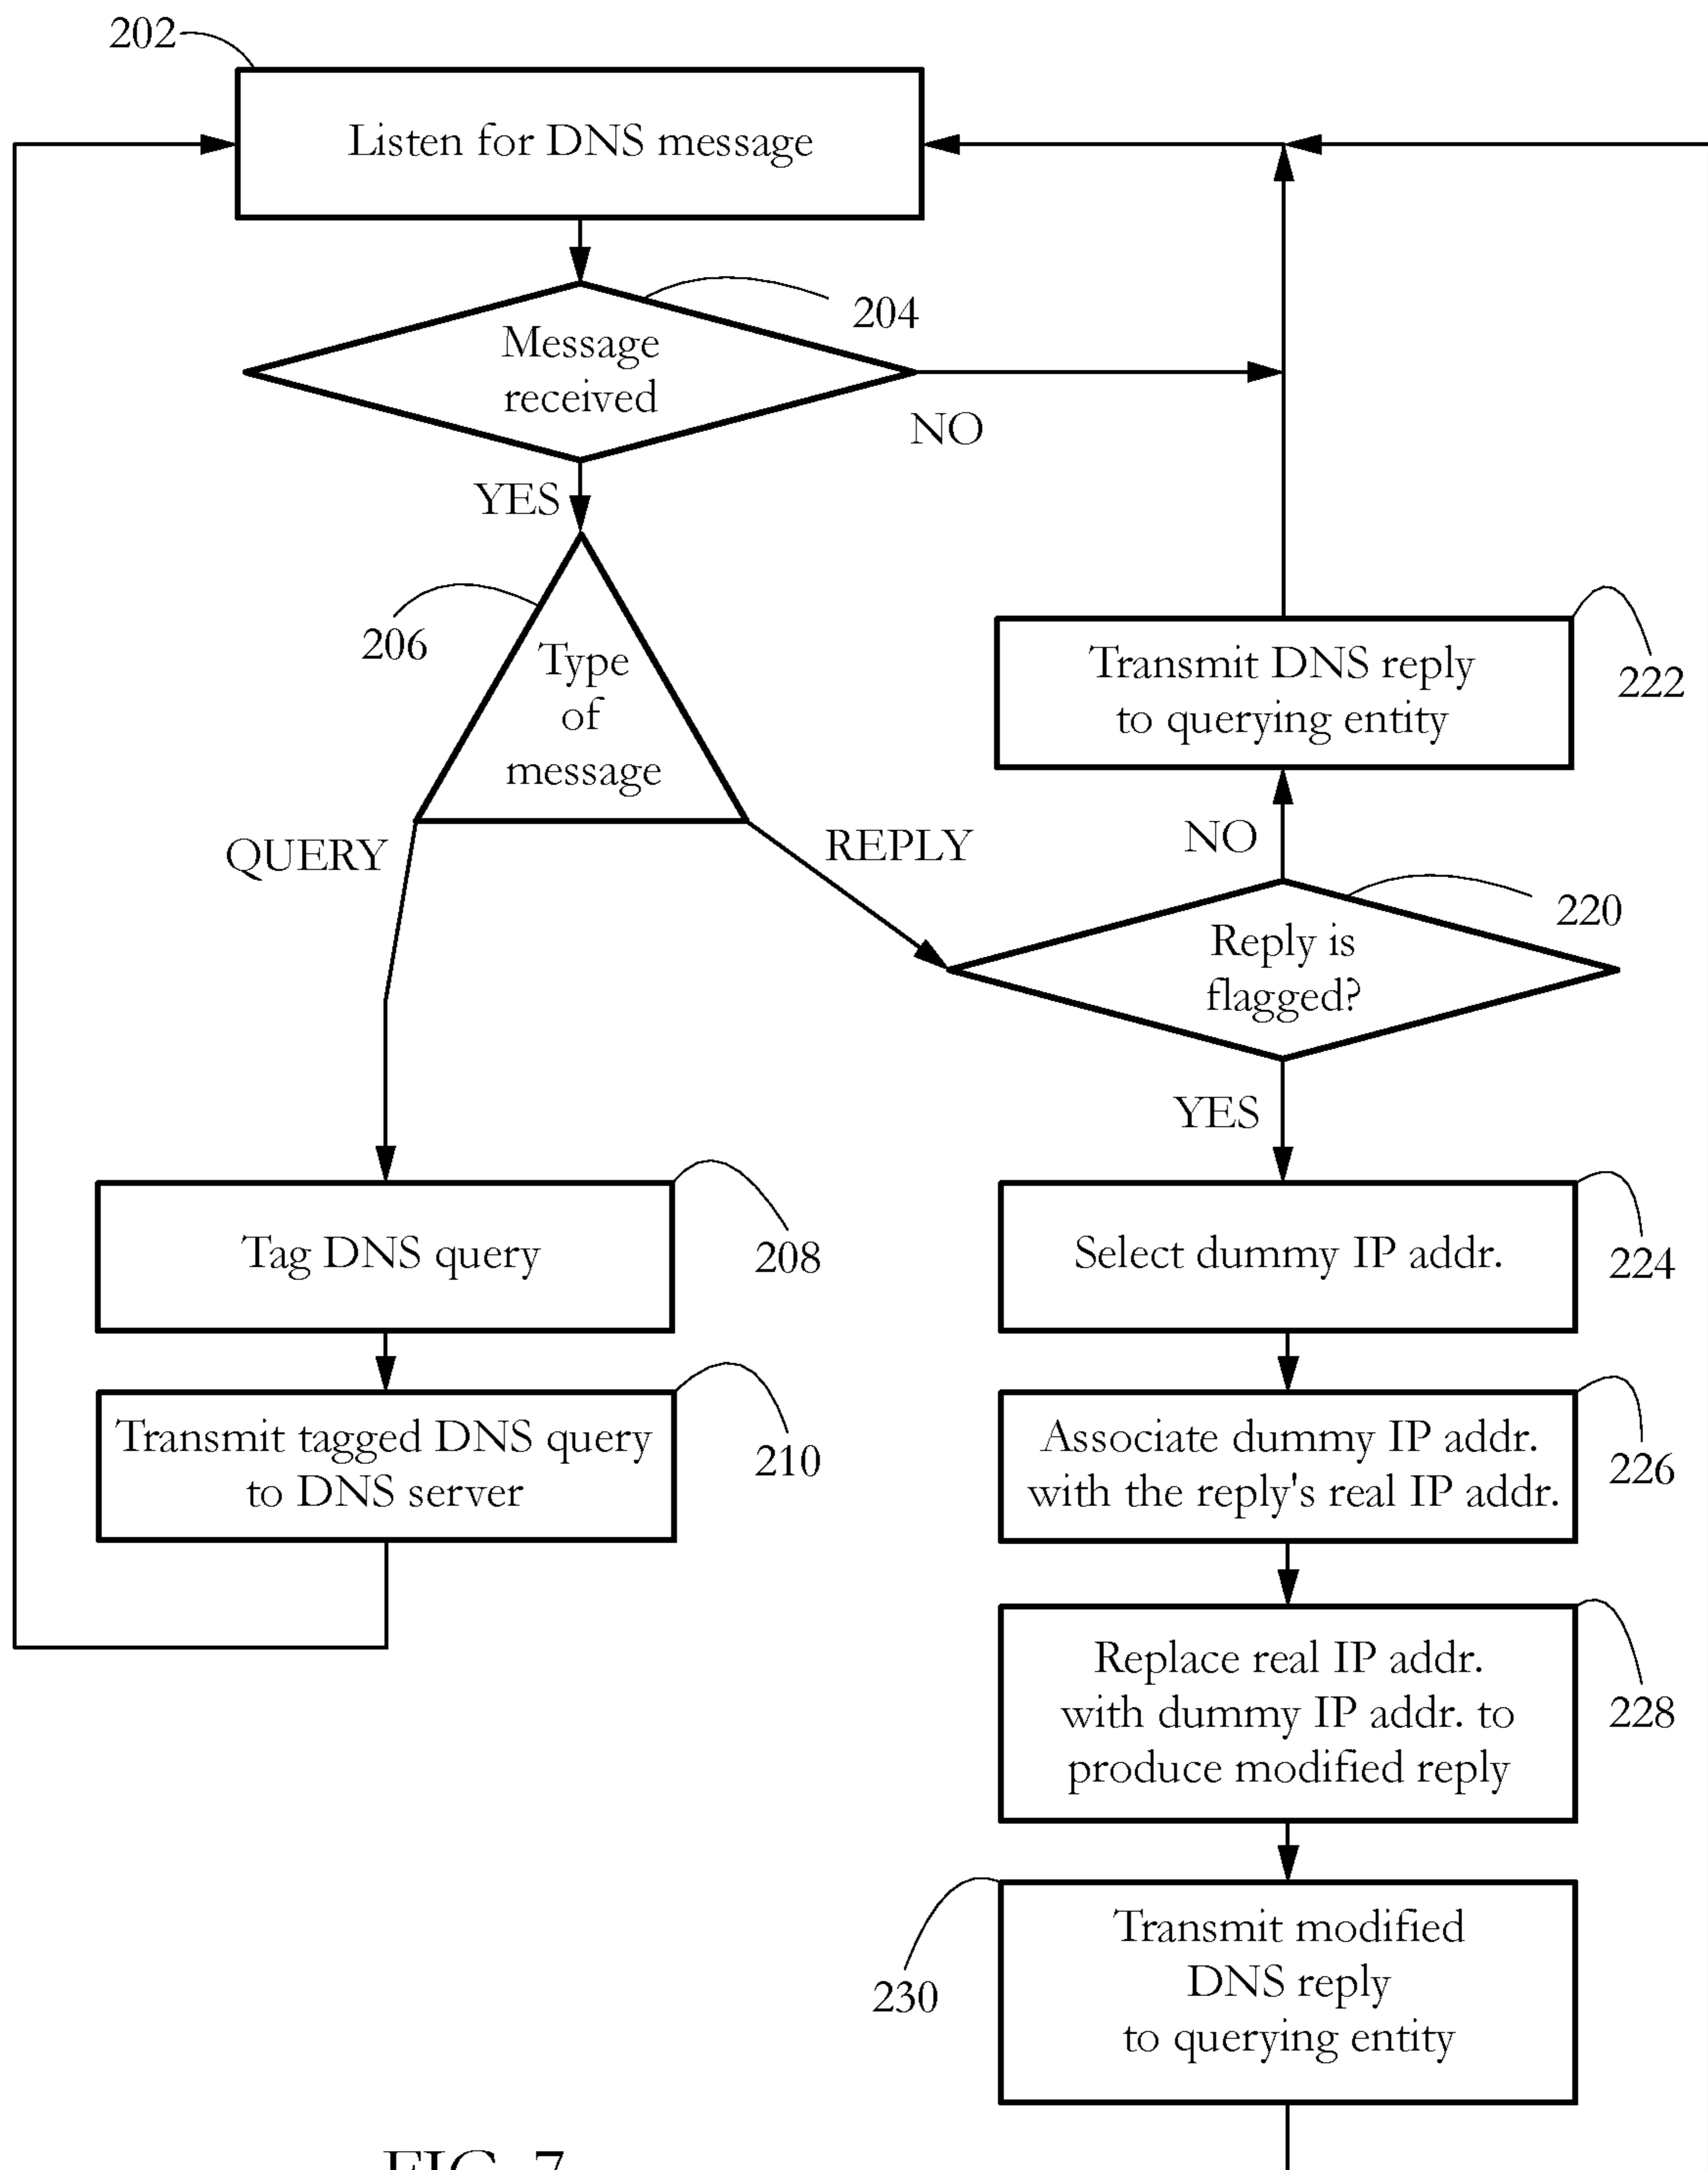 202
Listen for DNS message
204
Message
received
NO
YES
206
Type
of
message
222
Transmit DNS reply
to querying entity
QUERY
REPLY
NO
220
Reply is
flagged?
YES
208
Tag DNS query
224
Select dummy IP addr.
210
Transmit tagged DNS query
to DNS server
226
Associate dummy IP addr.
with the reply's real IP addr.
228
Replace real IP addr.
with dummy IP addr. to
produce modified reply
230
Transmit modified
DNS reply
to querying entity
FIG. 7